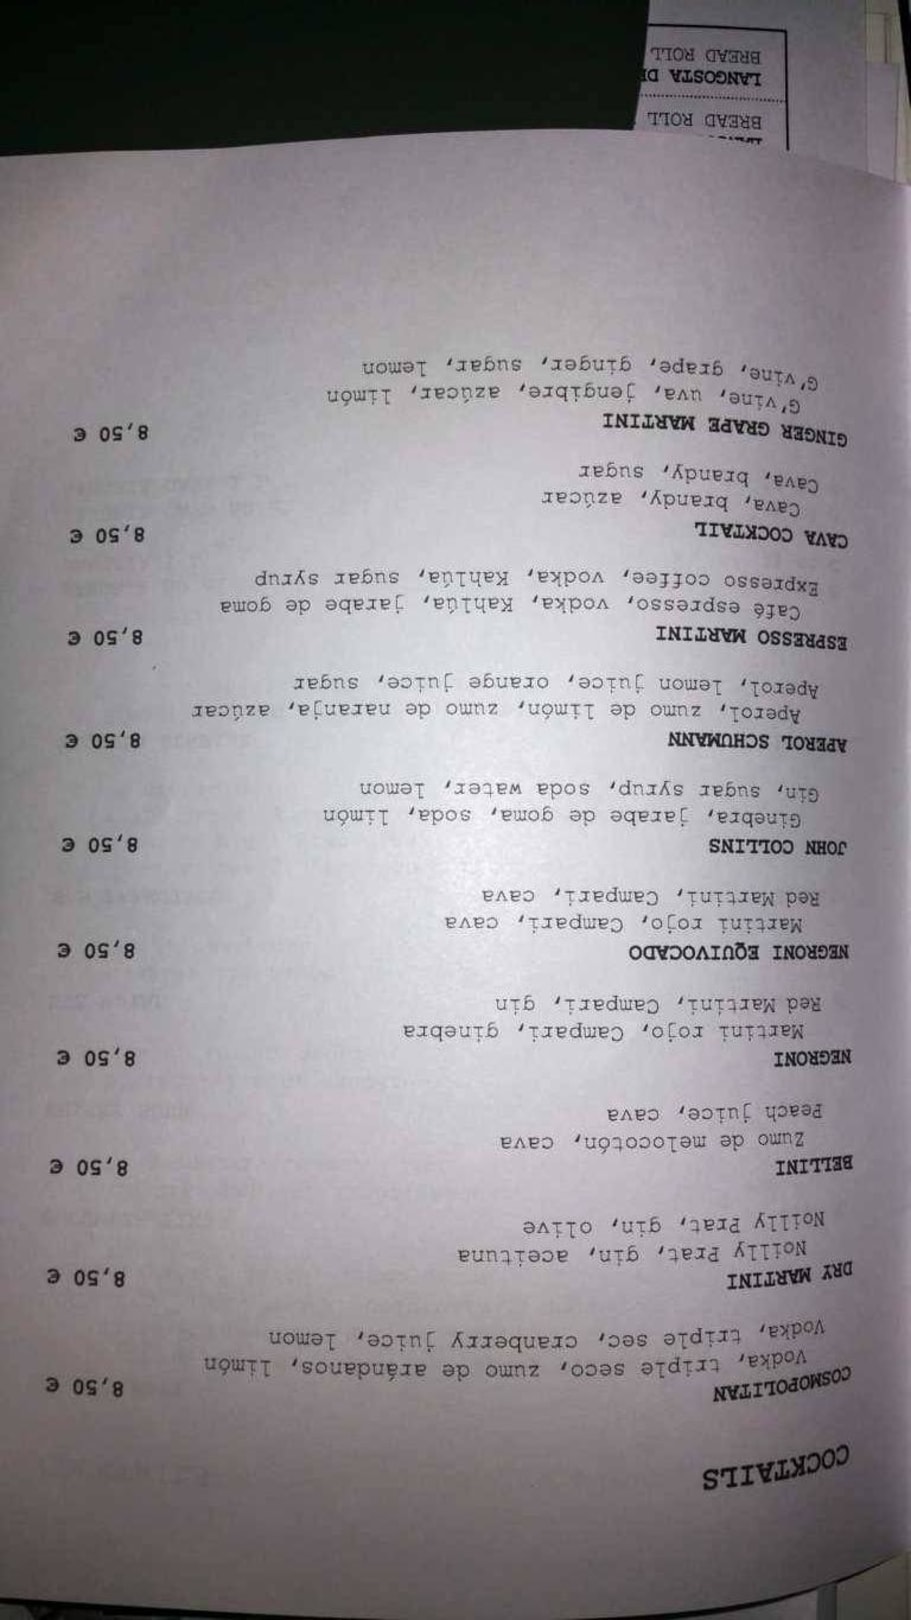 COCKTAILS
COSMOPOLITAN 8,50 €
Vodka, triple seco, zumo de arándanos, limón
Vodka, triple sec, cranberry juice, lemon
DRY MARTINI 8,50 €
Noilly Prat, gin, aceituna
Noilly Prat, gin, olive
BELLINI 8,50 €
Zumo de melocotón, cava
Peach juice, cava
NEGRONI 8,50 €
Martini rojo, Campari, ginebra
Red Martini, Campari, gin
NEGRONI EQUIVOCADO 8,50 €
Martini rojo, Campari, cava
Red Martini, Campari, cava
JOHN COLLINS 8,50 €
Ginebra, jarabe de goma, soda, limón
Gin, sugar syrup, soda water, lemon
APEROL SCHUMANN 8,50 €
Aperol, zumo de limón, zumo de naranja, azúcar
Aperol, lemon juice, orange juice, sugar
ESPRESSO MARTINI 8,50 €
Café espresso, vodka, Kahlúa, jarabe de goma
Expresso coffee, vodka, Kahlúa, sugar syrup
CAVA COCKTAIL 8,50 €
Cava, brandy, azúcar
Cava, brandy, sugar
GINGER GRAPE MARTINI 8,50 €
G'vine, uva, jengibre, azúcar, limón
G'vine, grape, ginger, sugar, lemon
BREAD ROLL
LANGOSTA
BREAD ROLL